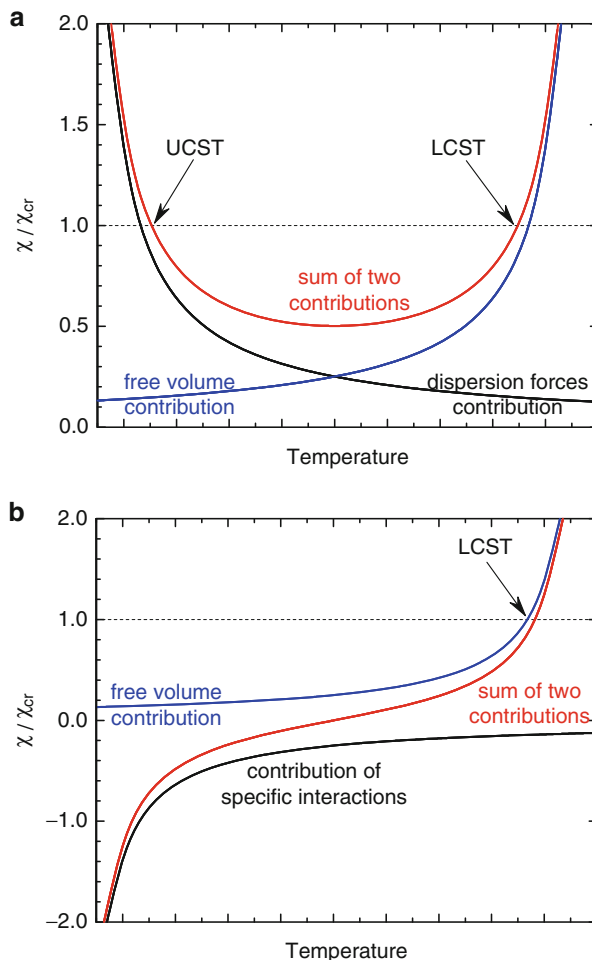 a
2.0
UCST
LCST
1.5
1.0
χ / χcr
sum of two
contributions
0.5
free volume
contribution
dispersion forces
contribution
0.0
Temperature
b
2.0
LCST
1.0
free volume
contribution
sum of two
contributions
χ / χcr
0.0
contribution of
specific interactions
−1.0
−2.0
Temperature